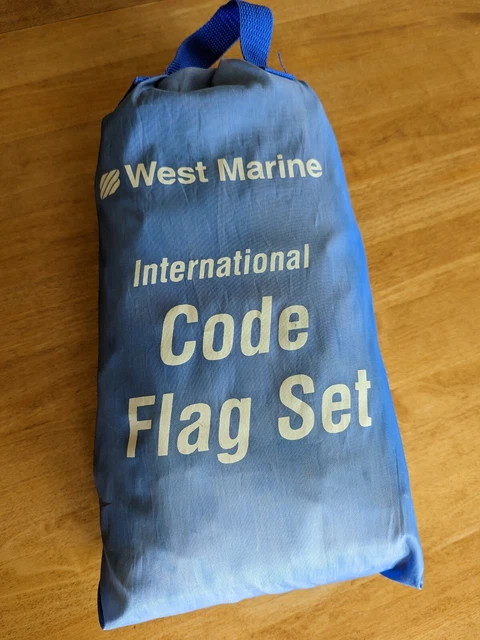 West Marine
International
Code
Flag Set